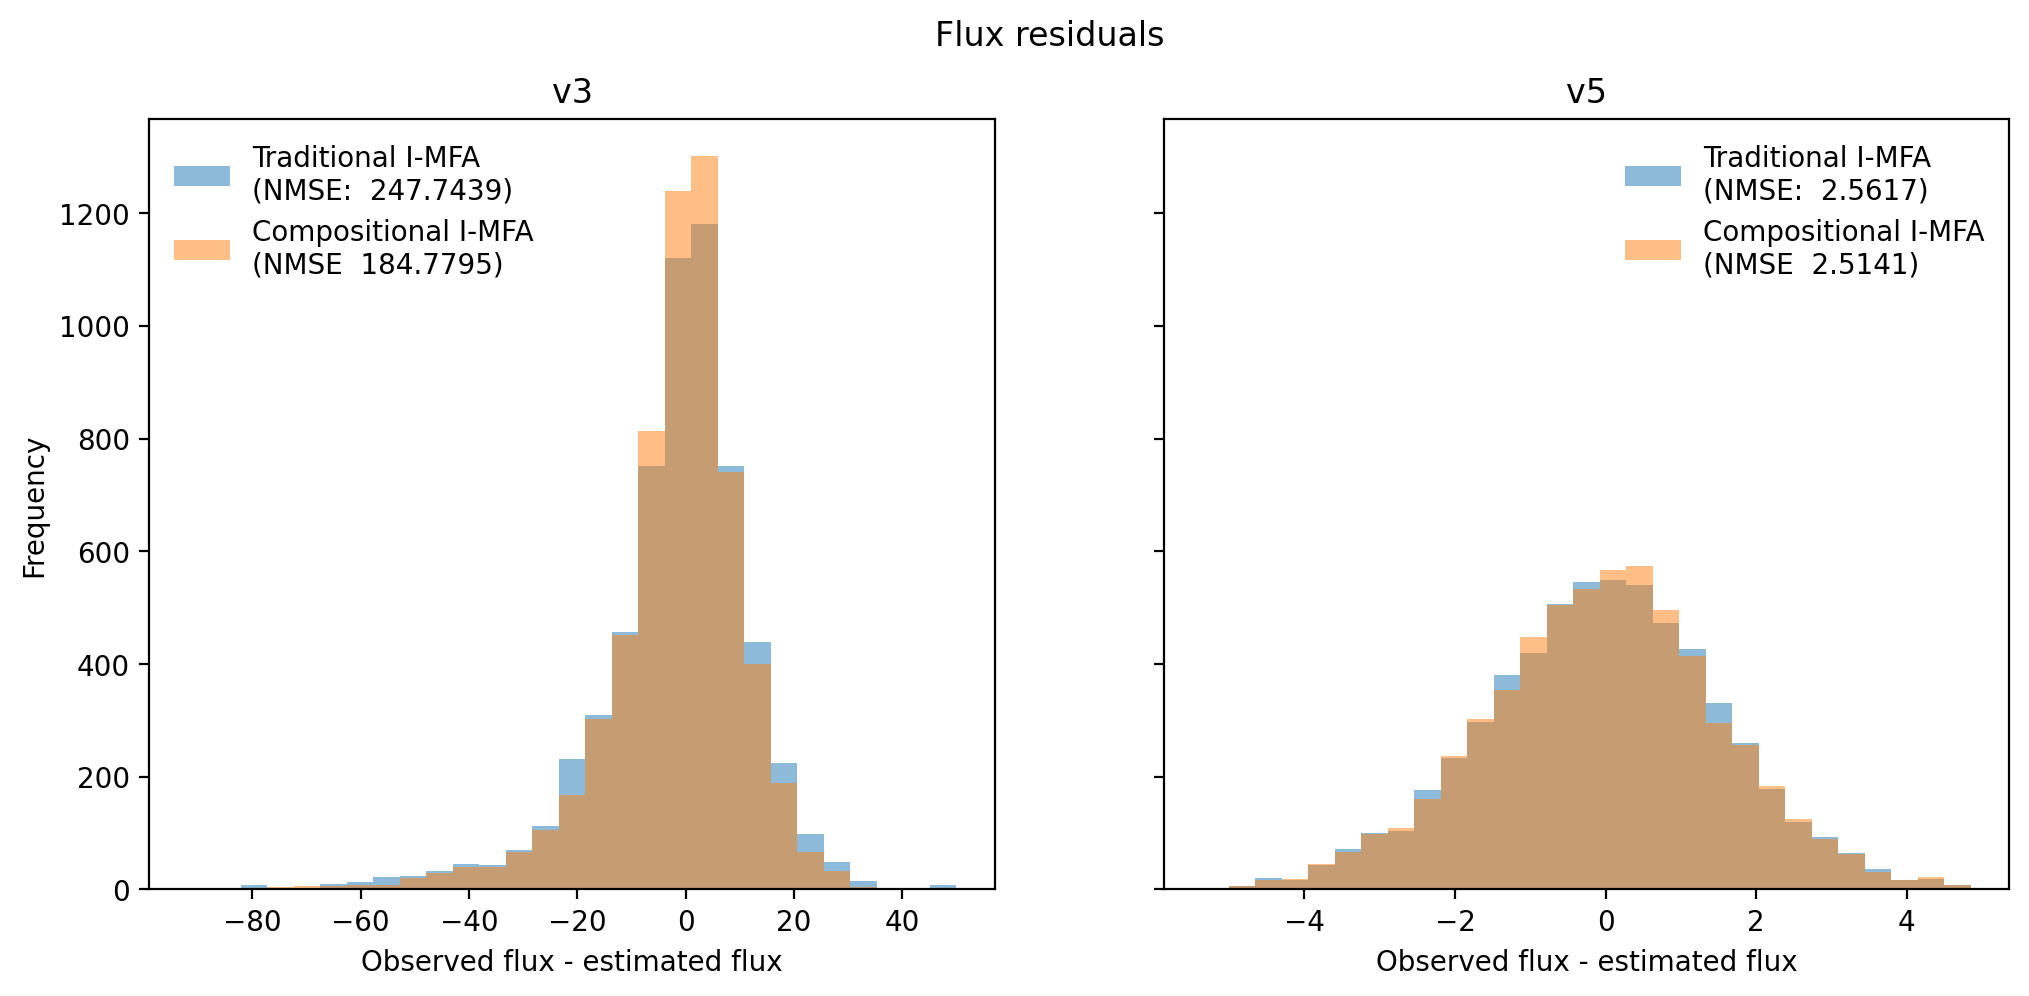 Flux residuals
v3
Traditional I-MFA
(NMSE:  247.7439)
Compositional I-MFA
(NMSE  184.7795)
Frequency
1200
1000
800
600
400
200
0
−80
−60
−40
−20
0
20
40
Observed flux - estimated flux
v5
Traditional I-MFA
(NMSE:  2.5617)
Compositional I-MFA
(NMSE  2.5141)
−4
−2
0
2
4
Observed flux - estimated flux